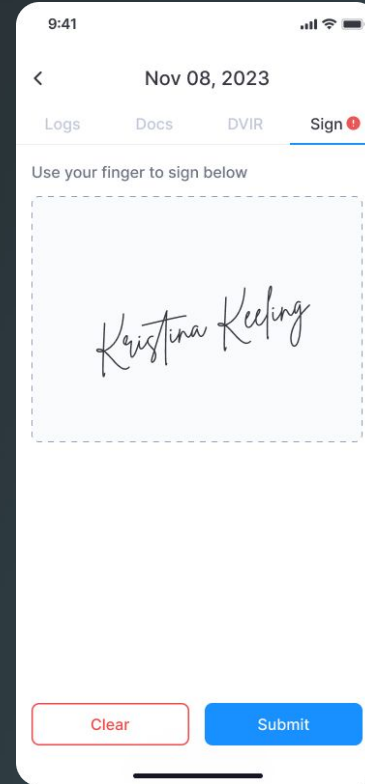 9:41
Nov 08, 2023
Logs Docs DVIR Sign !
Use your finger to sign below
Kristina Keeling
Clear Submit